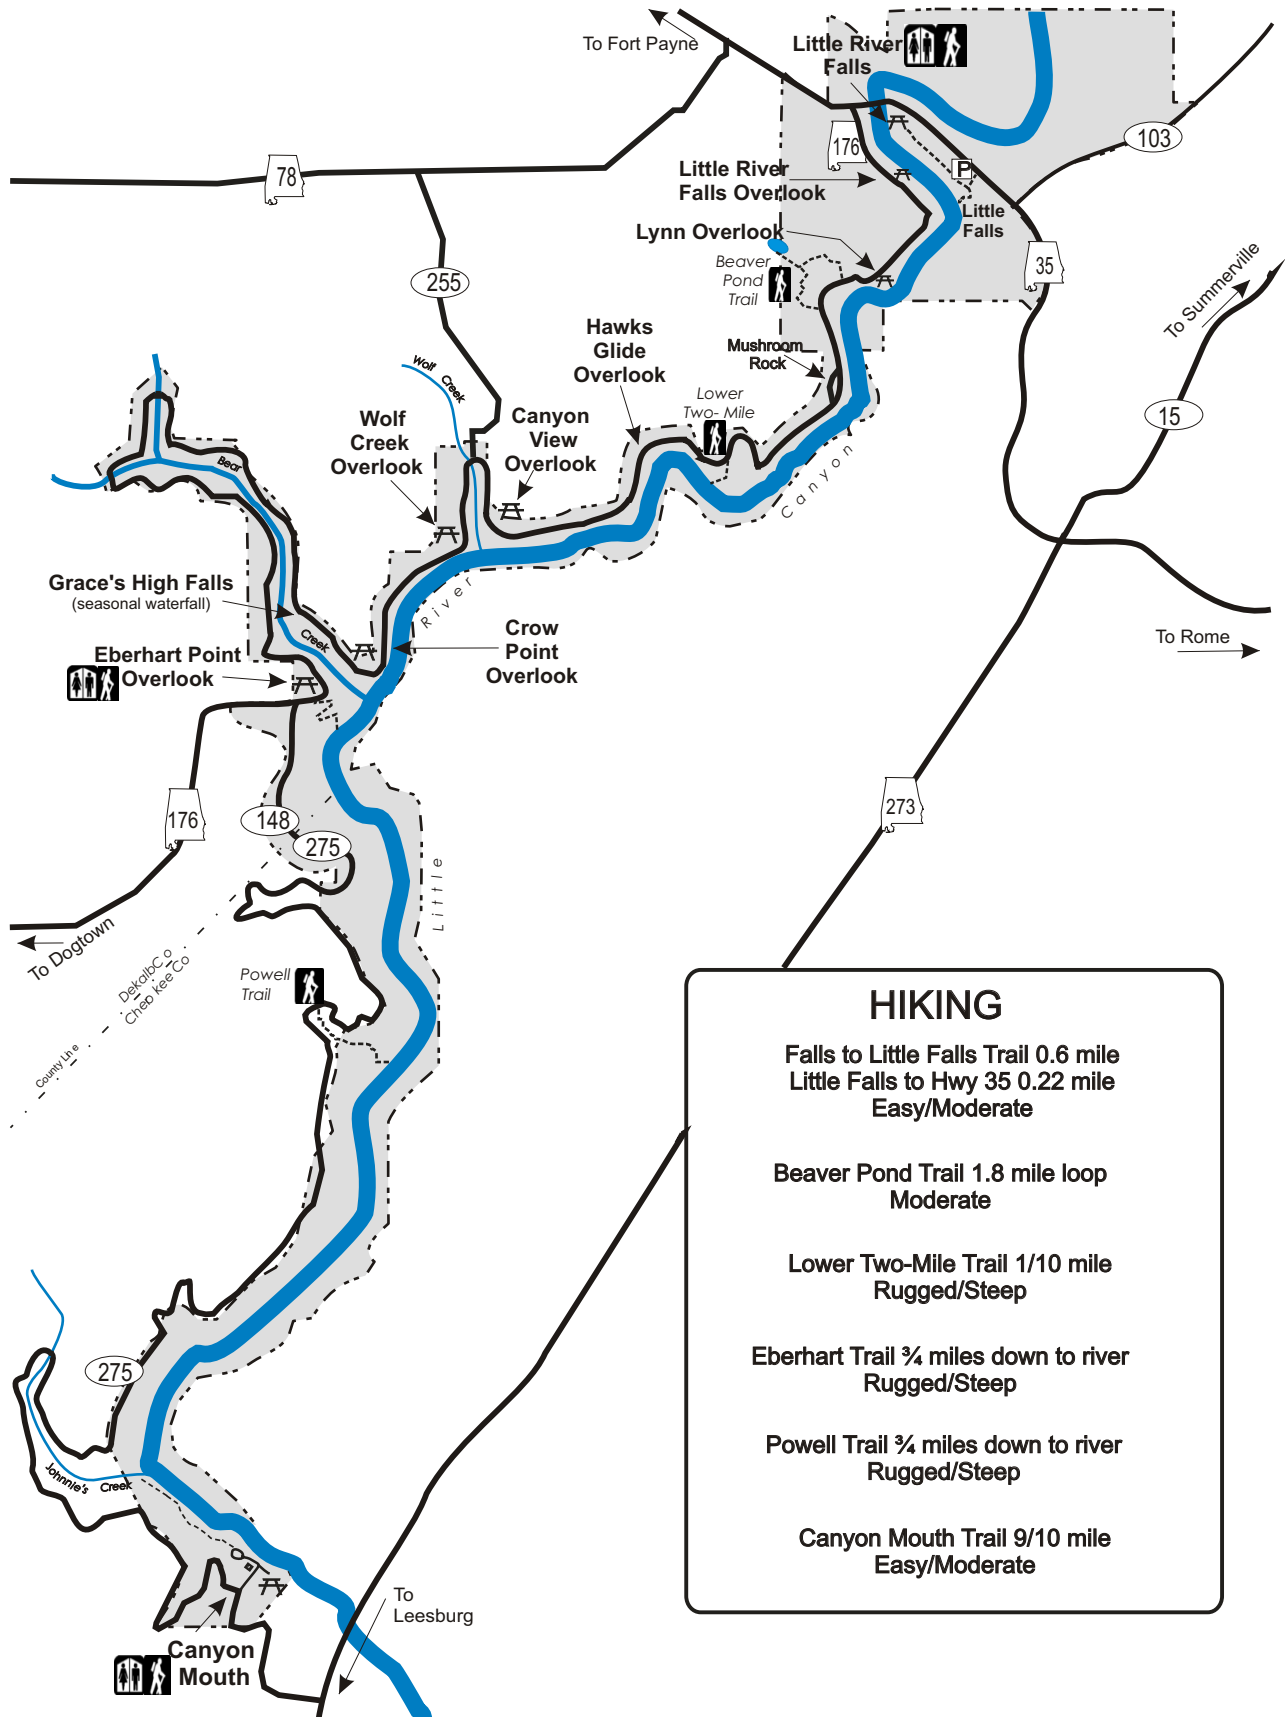 To Fort Payne
Little River
Falls
176
103
78
Little River
Falls Overlook
P
Little
Falls
Lynn Overlook
35
Beaver
Pond
Trail
To Summerville
255
Hawks
Glide
Overlook
Mushroom
Rock
Wolf
Creek
Lower
Two- Mile
15
Wolf
Creek
Overlook
Canyon
View
Overlook
Bear
Creek
Canyon
River
Little
Grace's High Falls
(seasonal waterfall)
Crow
Point
Overlook
To Rome
Eberhart Point
Overlook
176
148
275
273
To Dogtown
DekalbC o
Cheo kee Co
County Line
Powell
Trail
275
Johnnie's Creek
To
Leesburg
Canyon
Mouth
HIKING
Falls to Little Falls Trail 0.6 mile
Little Falls to Hwy 35 0.22 mile
Easy/Moderate
Beaver Pond Trail 1.8 mile loop
Moderate
Lower Two-Mile Trail 1/10 mile
Rugged/Steep
Eberhart Trail ¾ miles down to river
Rugged/Steep
Powell Trail ¾ miles down to river
Rugged/Steep
Canyon Mouth Trail 9/10 mile
Easy/Moderate